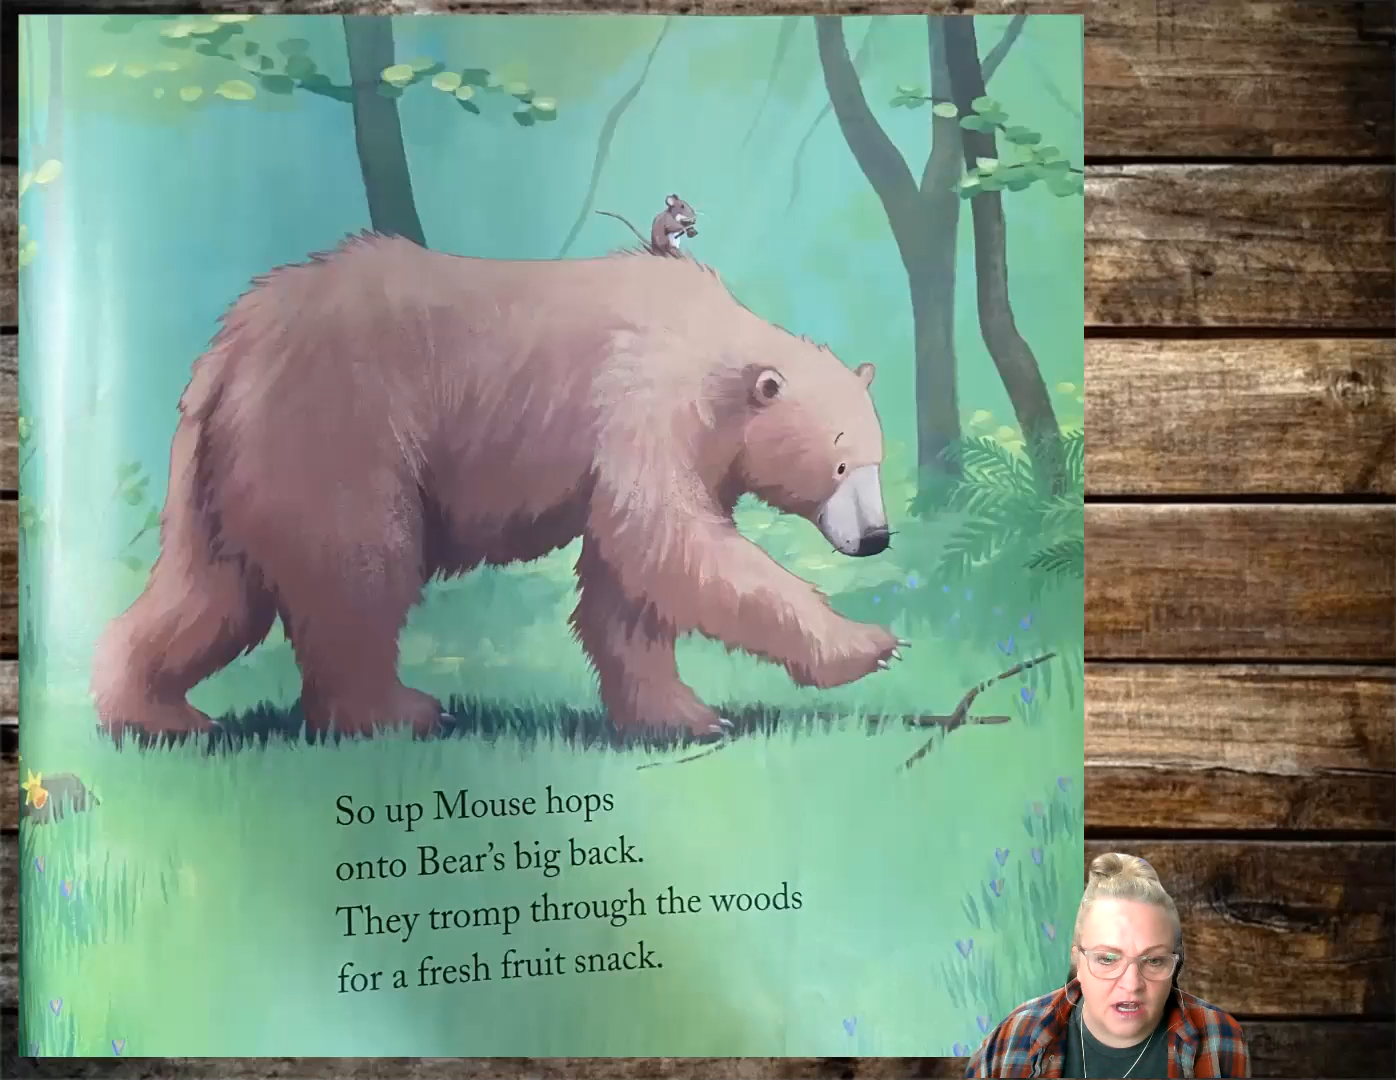 So up Mouse hops
onto Bear's big back.
They tromp through the woods
for a fresh fruit snack.